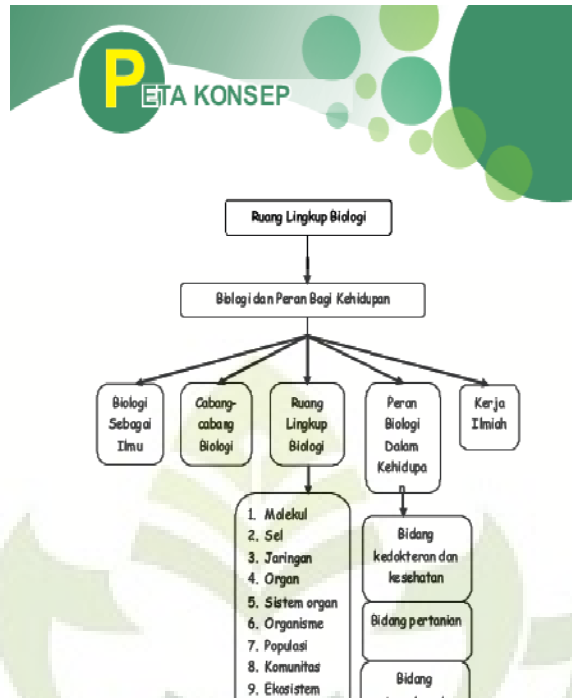 PETA KONSEP
Ruang Lingkup Biologi
Biologi dan Peran Bagi Kehidupan
Biologi
Sebagai
Ilmu
Cabang-
cabang
Biologi
Ruang
Lingkup
Biologi
Peran
Biologi
Dalam
Kehidupa
n
Kerja
Ilmiah
1. Molekul
2. Sel
3. Jaringan
4. Organ
5. Sistem organ
6. Organisme
7. Populasi
8. Komunitas
9. Ekosistem
Bidang
kedokteran dan
kesehatan
Bidang pertanian
Bidang